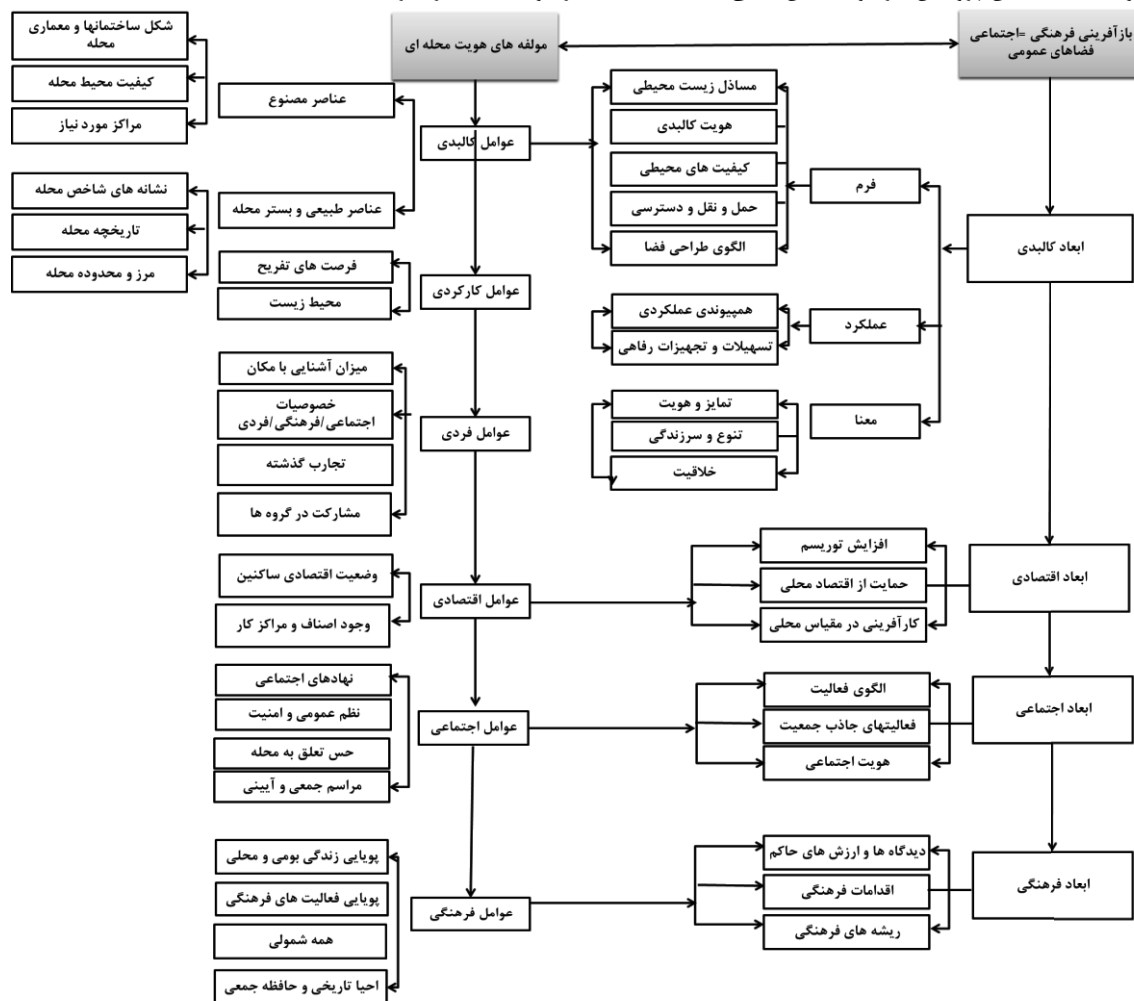 بازآفرینی فرهنگی =اجتماعی
فضاهای عمومی
مولفه های هویت محله ای
ابعاد کالبدی
فرم
مساذل زیست محیطی
هویت کالبدی
کیفیت های محیطی
حمل و نقل و دسترسی
الگوی طراحی فضا
عملکرد
همپیوندی عملکردی
تسهیلات و تجهیزات رفاهی
معنا
تمایز و هویت
تنوع و سرزندگی
خلاقیت
ابعاد اقتصادی
افزایش توریسم
حمایت از اقتصاد محلی
کارآفرینی در مقیاس محلی
ابعاد اجتماعی
الگوی فعالیت
فعالیتهای جاذب جمعیت
هویت اجتماعی
ابعاد فرهنگی
دیدگاه ها و ارزش های حاکم
اقدامات فرهنگی
ریشه های فرهنگی
عوامل کالبدی
عناصر مصنوع
شکل ساختمانها و معماری
محله
کیفیت محیط محله
مراکز مورد نیاز
عناصر طبیعی و بستر محله
نشانه های شاخص محله
تاریخچه محله
مرز و محدوده محله
عوامل کارکردی
فرصت های تفریح
محیط زیست
عوامل فردی
میزان آشنایی با مکان
خصوصیات
اجتماعی/فرهنگی/فردی
تجارب گذشته
مشارکت در گروه ها
عوامل اقتصادی
وضعیت اقتصادی ساکنین
وجود اصناف و مراکز کار
عوامل اجتماعی
نهادهای اجتماعی
نظم عمومی و امنیت
حس تعلق به محله
مراسم جمعی و آیینی
عوامل فرهنگی
پویایی زندگی بومی و محلی
پویایی فعالیت های فرهنگی
همه شمولی
احیا تاریخی و حافظه جمعی